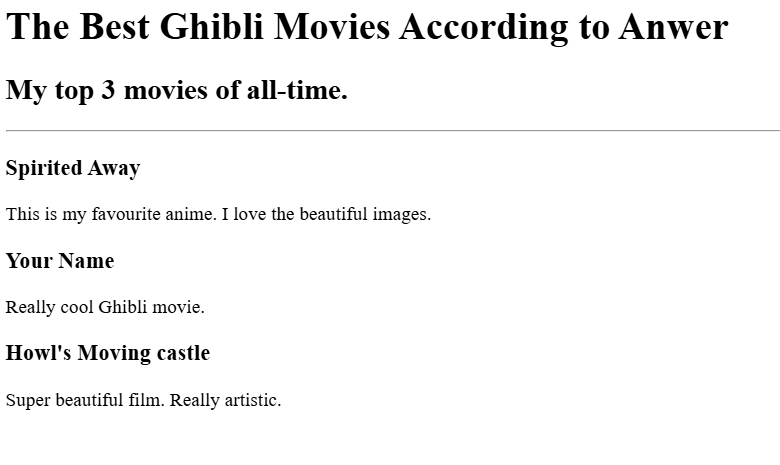 The Best Ghibli Movies According to Anwer
My top 3 movies of all-time.
Spirited Away
This is my favourite anime. I love the beautiful images.
Your Name
Really cool Ghibli movie.
Howl's Moving castle
Super beautiful film. Really artistic.